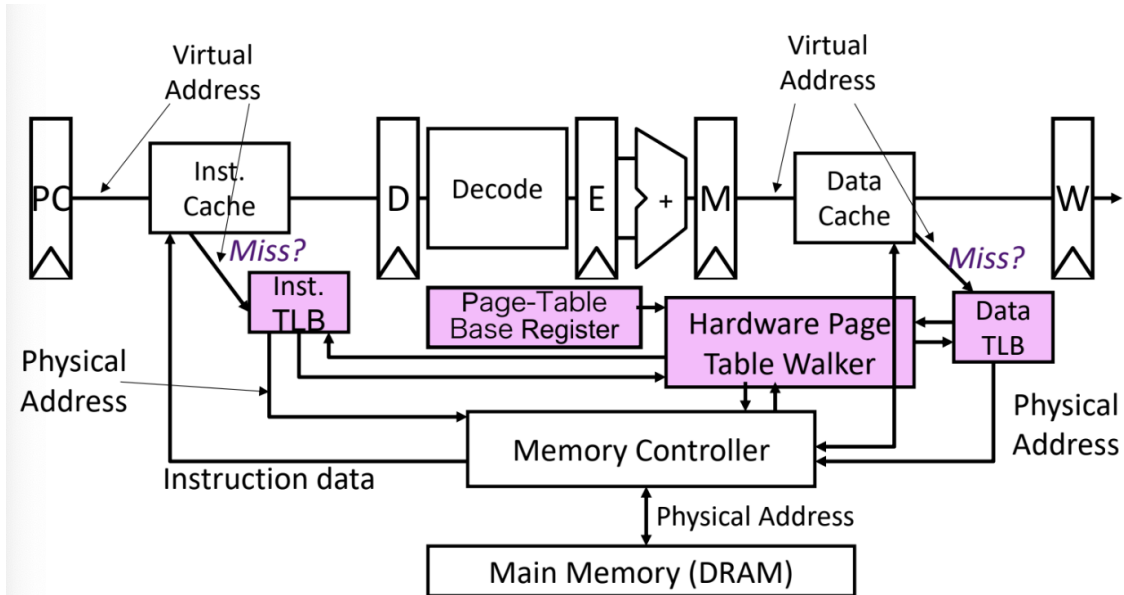 Virtual
Address
Virtual
Address
PC
Inst.
Cache
D
Decode
E
+
M
Data
Cache
W
Miss?
Miss?
Inst.
TLB
Page-Table
Base Register
Hardware Page
Table Walker
Data
TLB
Physical
Address
Physical
Address
Memory Controller
Instruction data
Physical Address
Main Memory (DRAM)